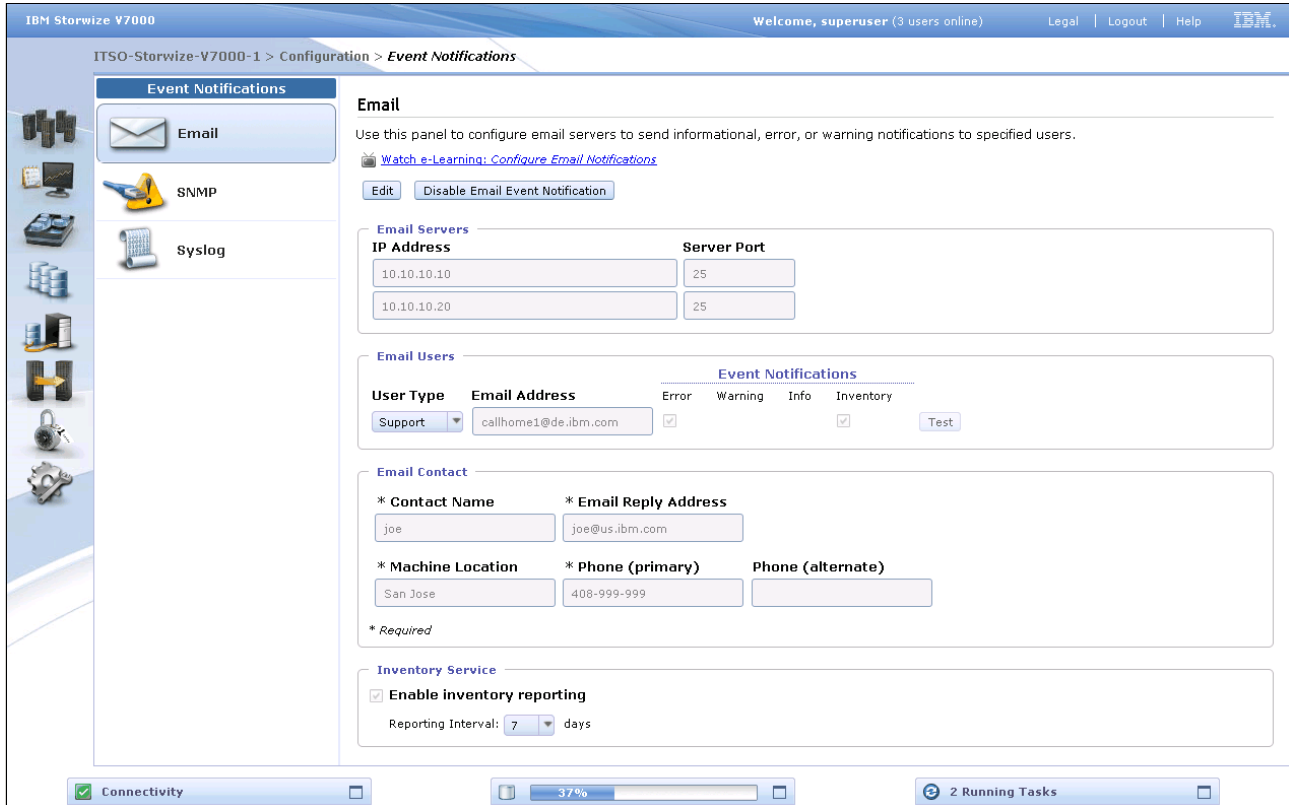 IBM Storwize V7000
Welcome, superuser (3 users online)
Legal | Logout | Help
IBM.
ITSO-Storwize-V7000-1 > Configuration > Event Notifications
Event Notifications
Email
SNMP
Syslog
Email
Use this panel to configure email servers to send informational, error, or warning notifications to specified users.
Watch e-Learning: Configure Email Notifications
Edit
Disable Email Event Notification
Email Servers
IP Address Server Port
10.10.10.10 25
10.10.10.20 25
Email Users
Event Notifications
User Type Email Address Error Warning Info Inventory
Support callhome1@de.ibm.com Test
Email Contact
* Contact Name * Email Reply Address
joe joe@us.ibm.com
* Machine Location * Phone (primary) Phone (alternate)
San Jose 408-999-999
* Required
Inventory Service
Enable inventory reporting
Reporting Interval: 7 days
Connectivity
37%
2 Running Tasks